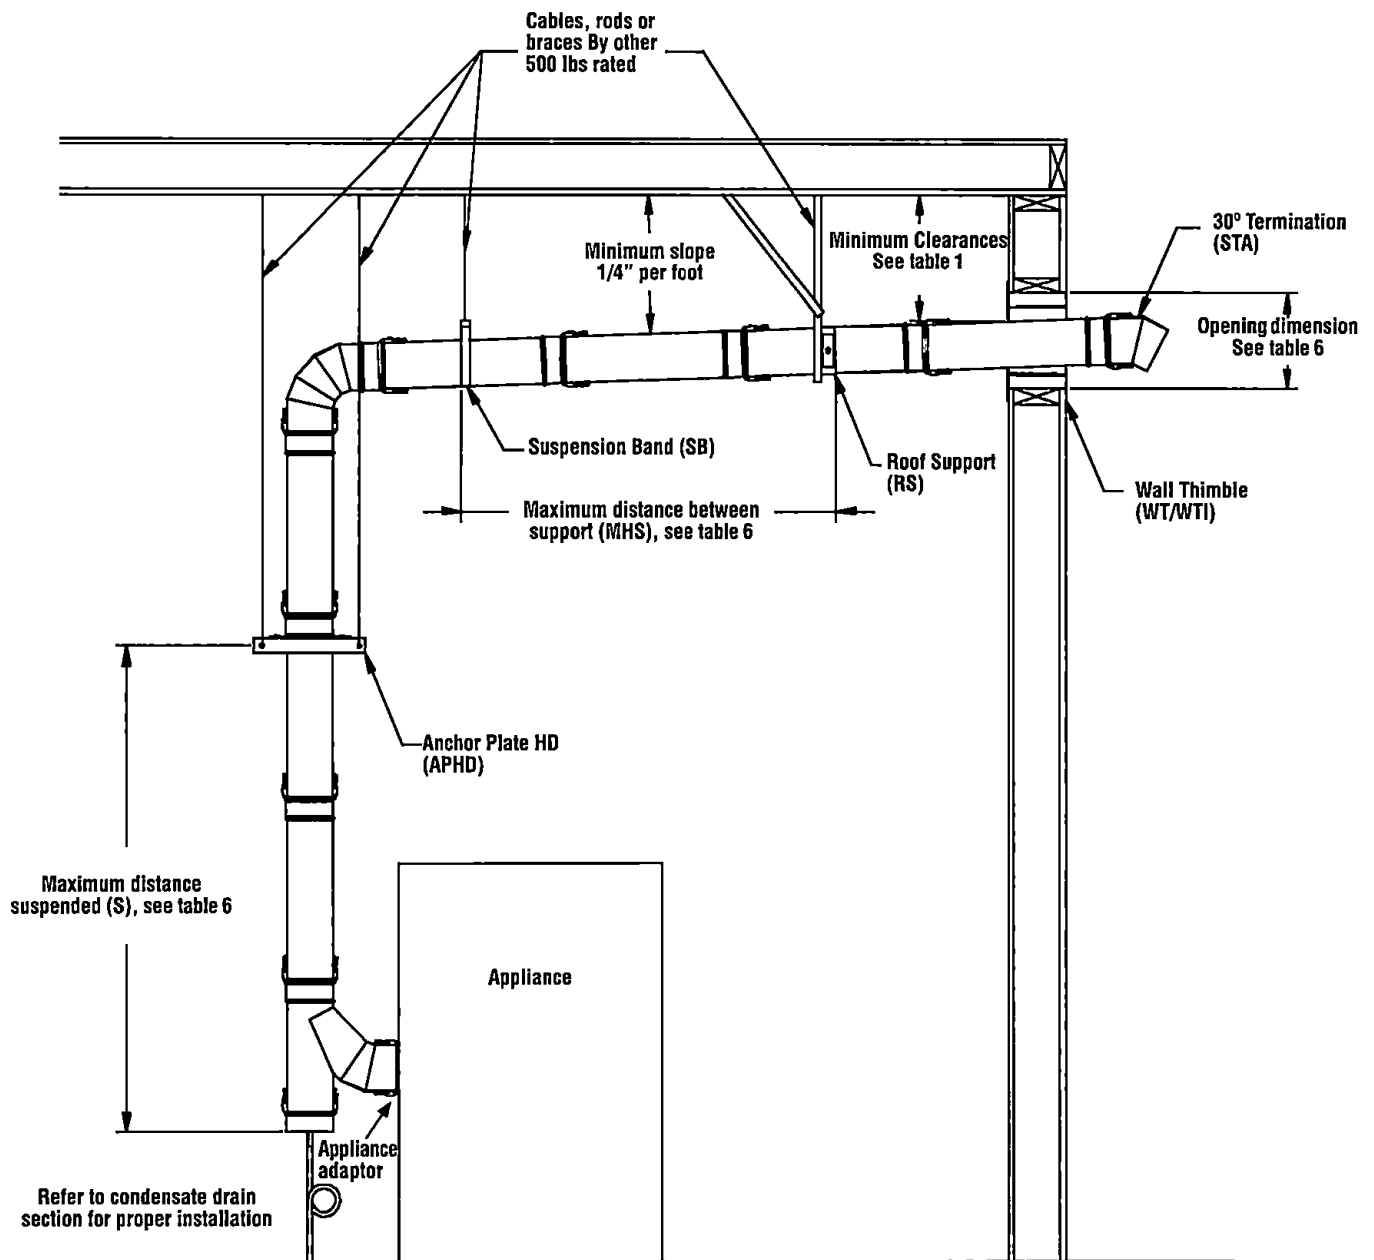 Cables, rods or
braces By other
500 lbs rated
30º Termination
(STA)
Minimum slope
1/4" per foot
Minimum Clearances
See table 1
Opening dimension
See table 6
Suspension Band (SB)
Roof Support
(RS)
Wall Thimble
(WT/WTI)
Maximum distance between
support (MHS), see table 6
Anchor Plate HD
(APHD)
Maximum distance
suspended (S), see table 6
Appliance
Appliance
adaptor
Refer to condensate drain
section for proper installation